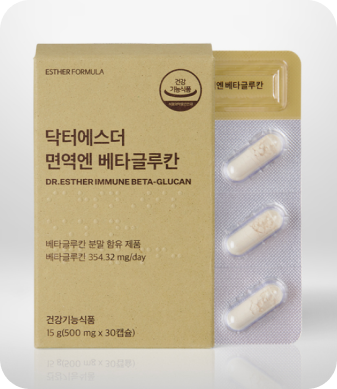 ESTHER FORMULA
건강
기능식품
엔 베타글루칸
닥터에스더
면역엔 베타글루칸
DR.ESTHER IMMUNE BETA-GLUCAN
베타글루칸 분말 함유 제품
베타글루칸 354.32 mg/day
건강기능식품
15 g(500 mg x 30캡슐)